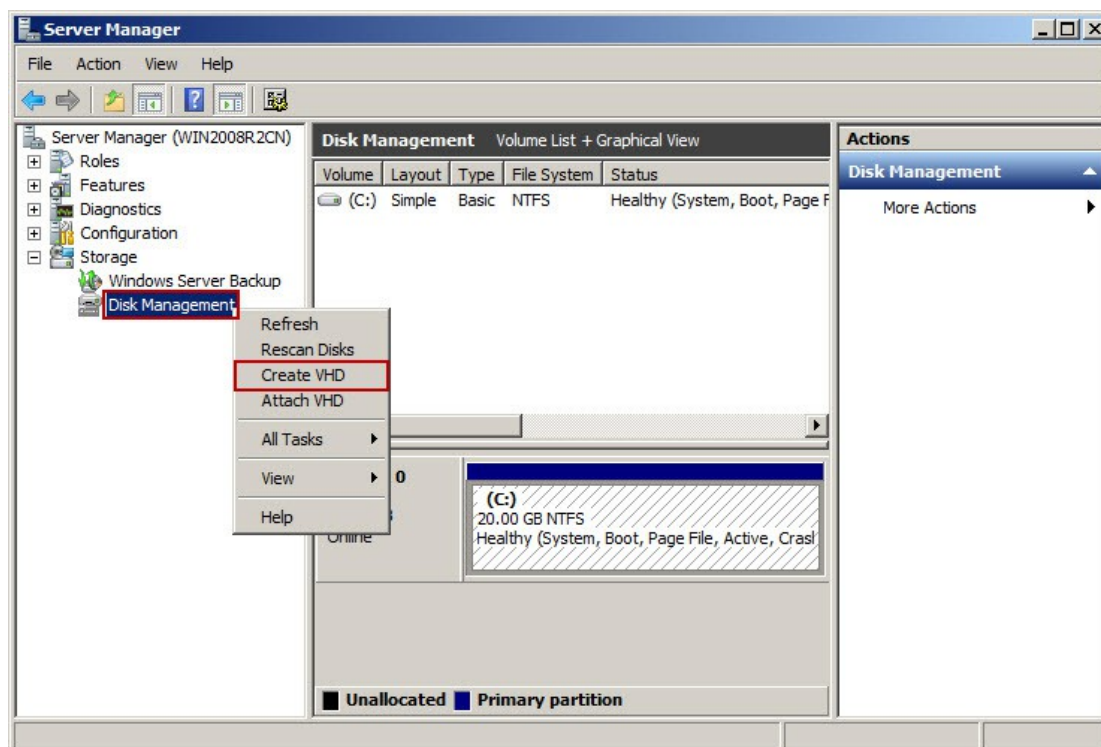 Server Manager
File Action View Help
Server Manager (WIN2008R2CN)
Roles
Features
Diagnostics
Configuration
Storage
Windows Server Backup
Disk Management
Refresh
Rescan Disks
Create VHD
Attach VHD
All Tasks
View
Help
Disk Management Volume List + Graphical View
Volume Layout Type File System Status
(C:) Simple Basic NTFS Healthy (System, Boot, Page F
0
Online
(C:)
20.00 GB NTFS
Healthy (System, Boot, Page File, Active, Crasl
Unallocated Primary partition
Actions
Disk Management
More Actions